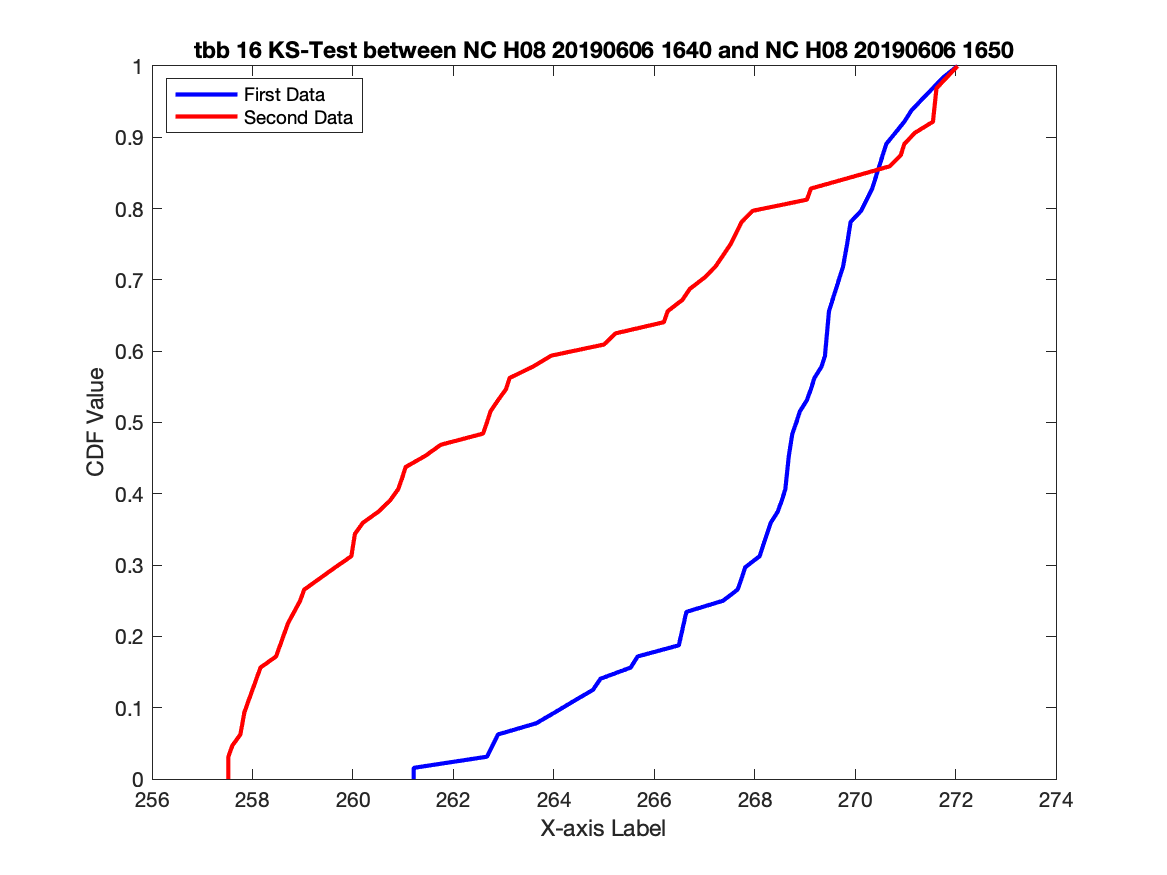 tbb 16 KS-Test between NC H08 20190606 1640 and NC H08 20190606 1650
First Data
Second Data
CDF Value
1
0.9
0.8
0.7
0.6
0.5
0.4
0.3
0.2
0.1
0
256 258 260 262 264 266 268 270 272 274
X-axis Label